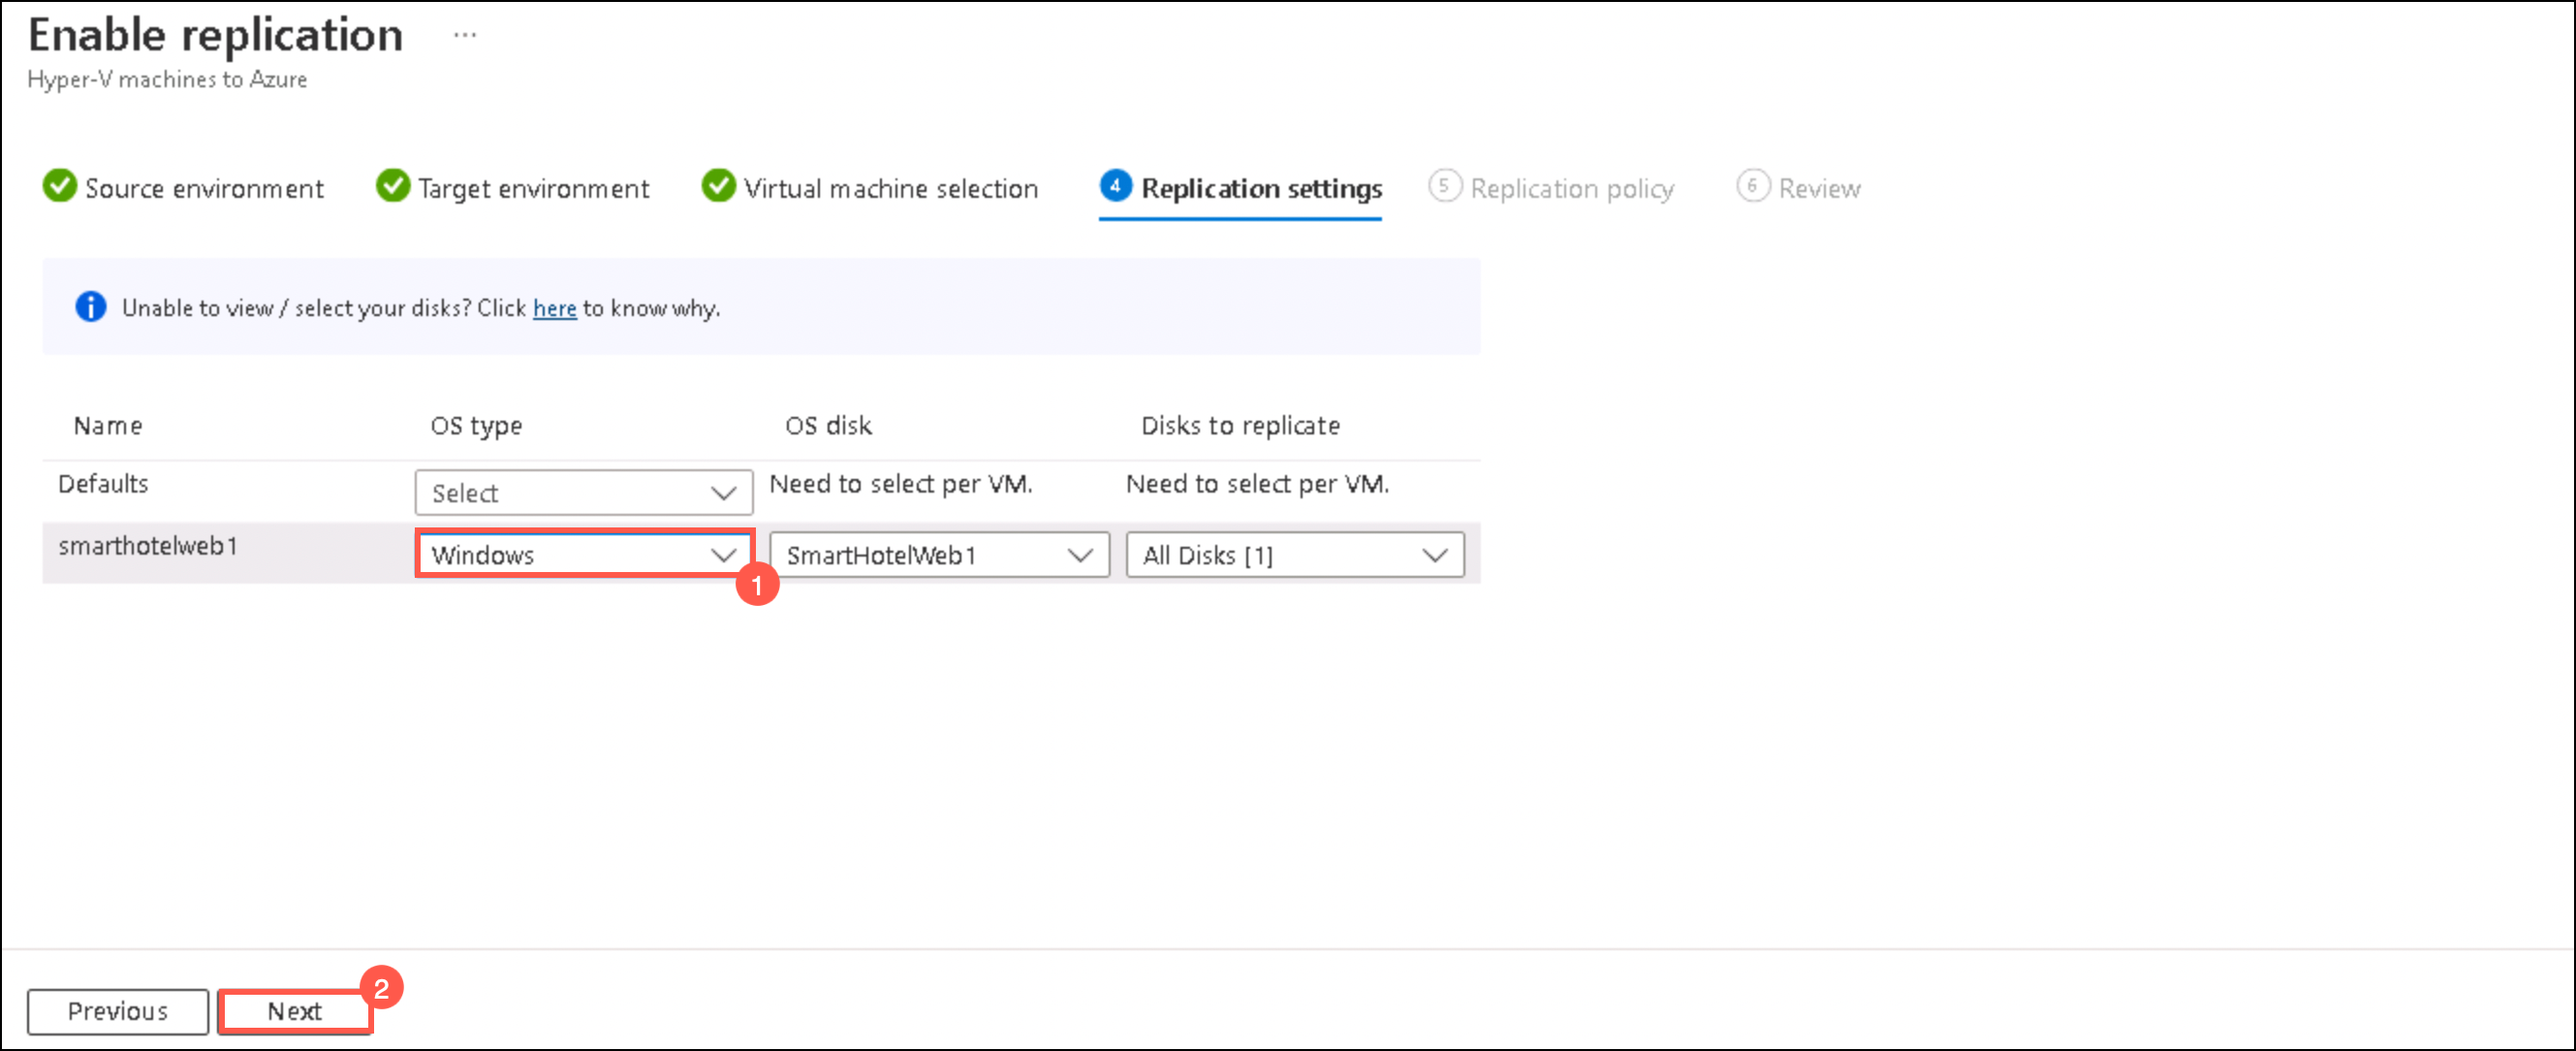 Enable replication ...
Hyper-V machines to Azure
Source environment Target environment Virtual machine selection 4 Replication settings 5 Replication policy 6 Review
Unable to view / select your disks? Click here to know why.
Name OS type OS disk Disks to replicate
Defaults Select Need to select per VM. Need to select per VM.
smarthotelweb1 Windows SmartHotelWeb1 All Disks [1]
1
2
Previous Next